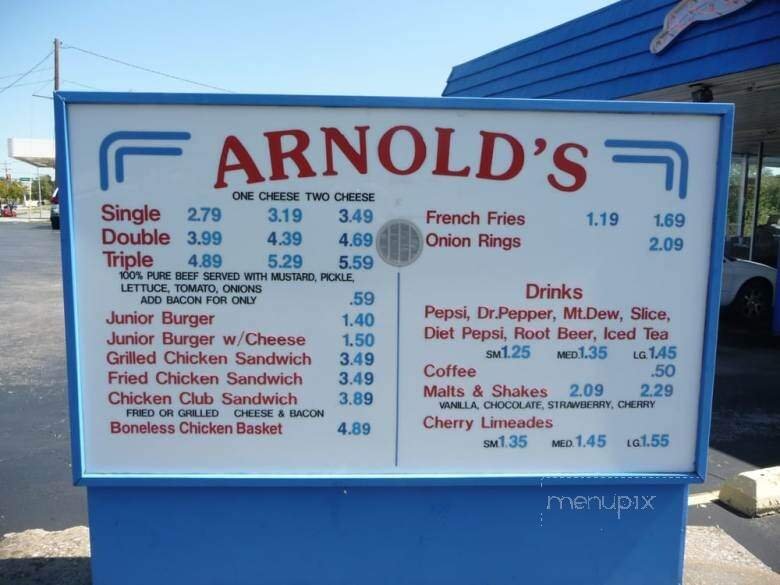 ARNOLD'S
ONE CHEESE TWO CHEESE
Single 2.79 3.19 3.49
Double 3.99 4.39 4.69
Triple 4.89 5.29 5.59
100% PURE BEEF SERVED WITH MUSTARD, PICKLE,
LETTUCE, TOMATO, ONIONS
ADD BACON FOR ONLY .59
Junior Burger 1.40
Junior Burger w/Cheese 1.50
Grilled Chicken Sandwich 3.49
Fried Chicken Sandwich 3.49
Chicken Club Sandwich 3.89
FRIED OR GRILLED CHEESE & BACON
Boneless Chicken Basket 4.89
French Fries 1.19 1.69
Onion Rings 2.09
Drinks
Pepsi, Dr.Pepper, Mt.Dew, Slice,
Diet Pepsi, Root Beer, Iced Tea
SM.1.25 MED.1.35 LG.1.45
Coffee .50
Malts & Shakes 2.09 2.29
VANILLA, CHOCOLATE, STRAWBERRY, CHERRY
Cherry Limeades
SM.1.35 MED.1.45 LG.1.55
menupix